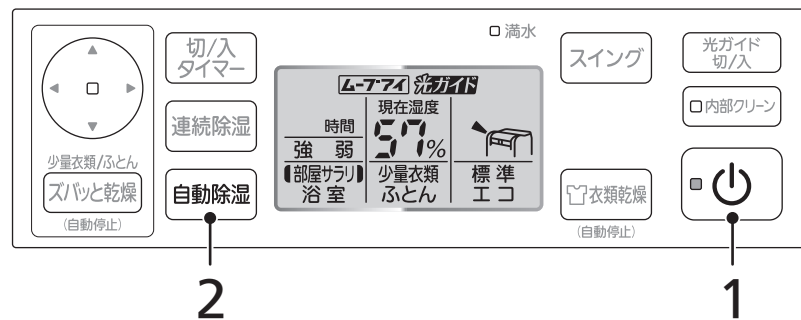 満水
切/入
タイマー
スイング
光ガイド
切/入
ムーブアイ 光ガイド
現在湿度
連続除湿
時間
57%
強 弱
内部クリーン
少量衣類/ふとん
ズバッと乾燥
(自動停止)
自動除湿
【部屋サラリ】
浴室
少量衣類
ふとん
標準
エコ
衣類乾燥
(自動停止)
2
1